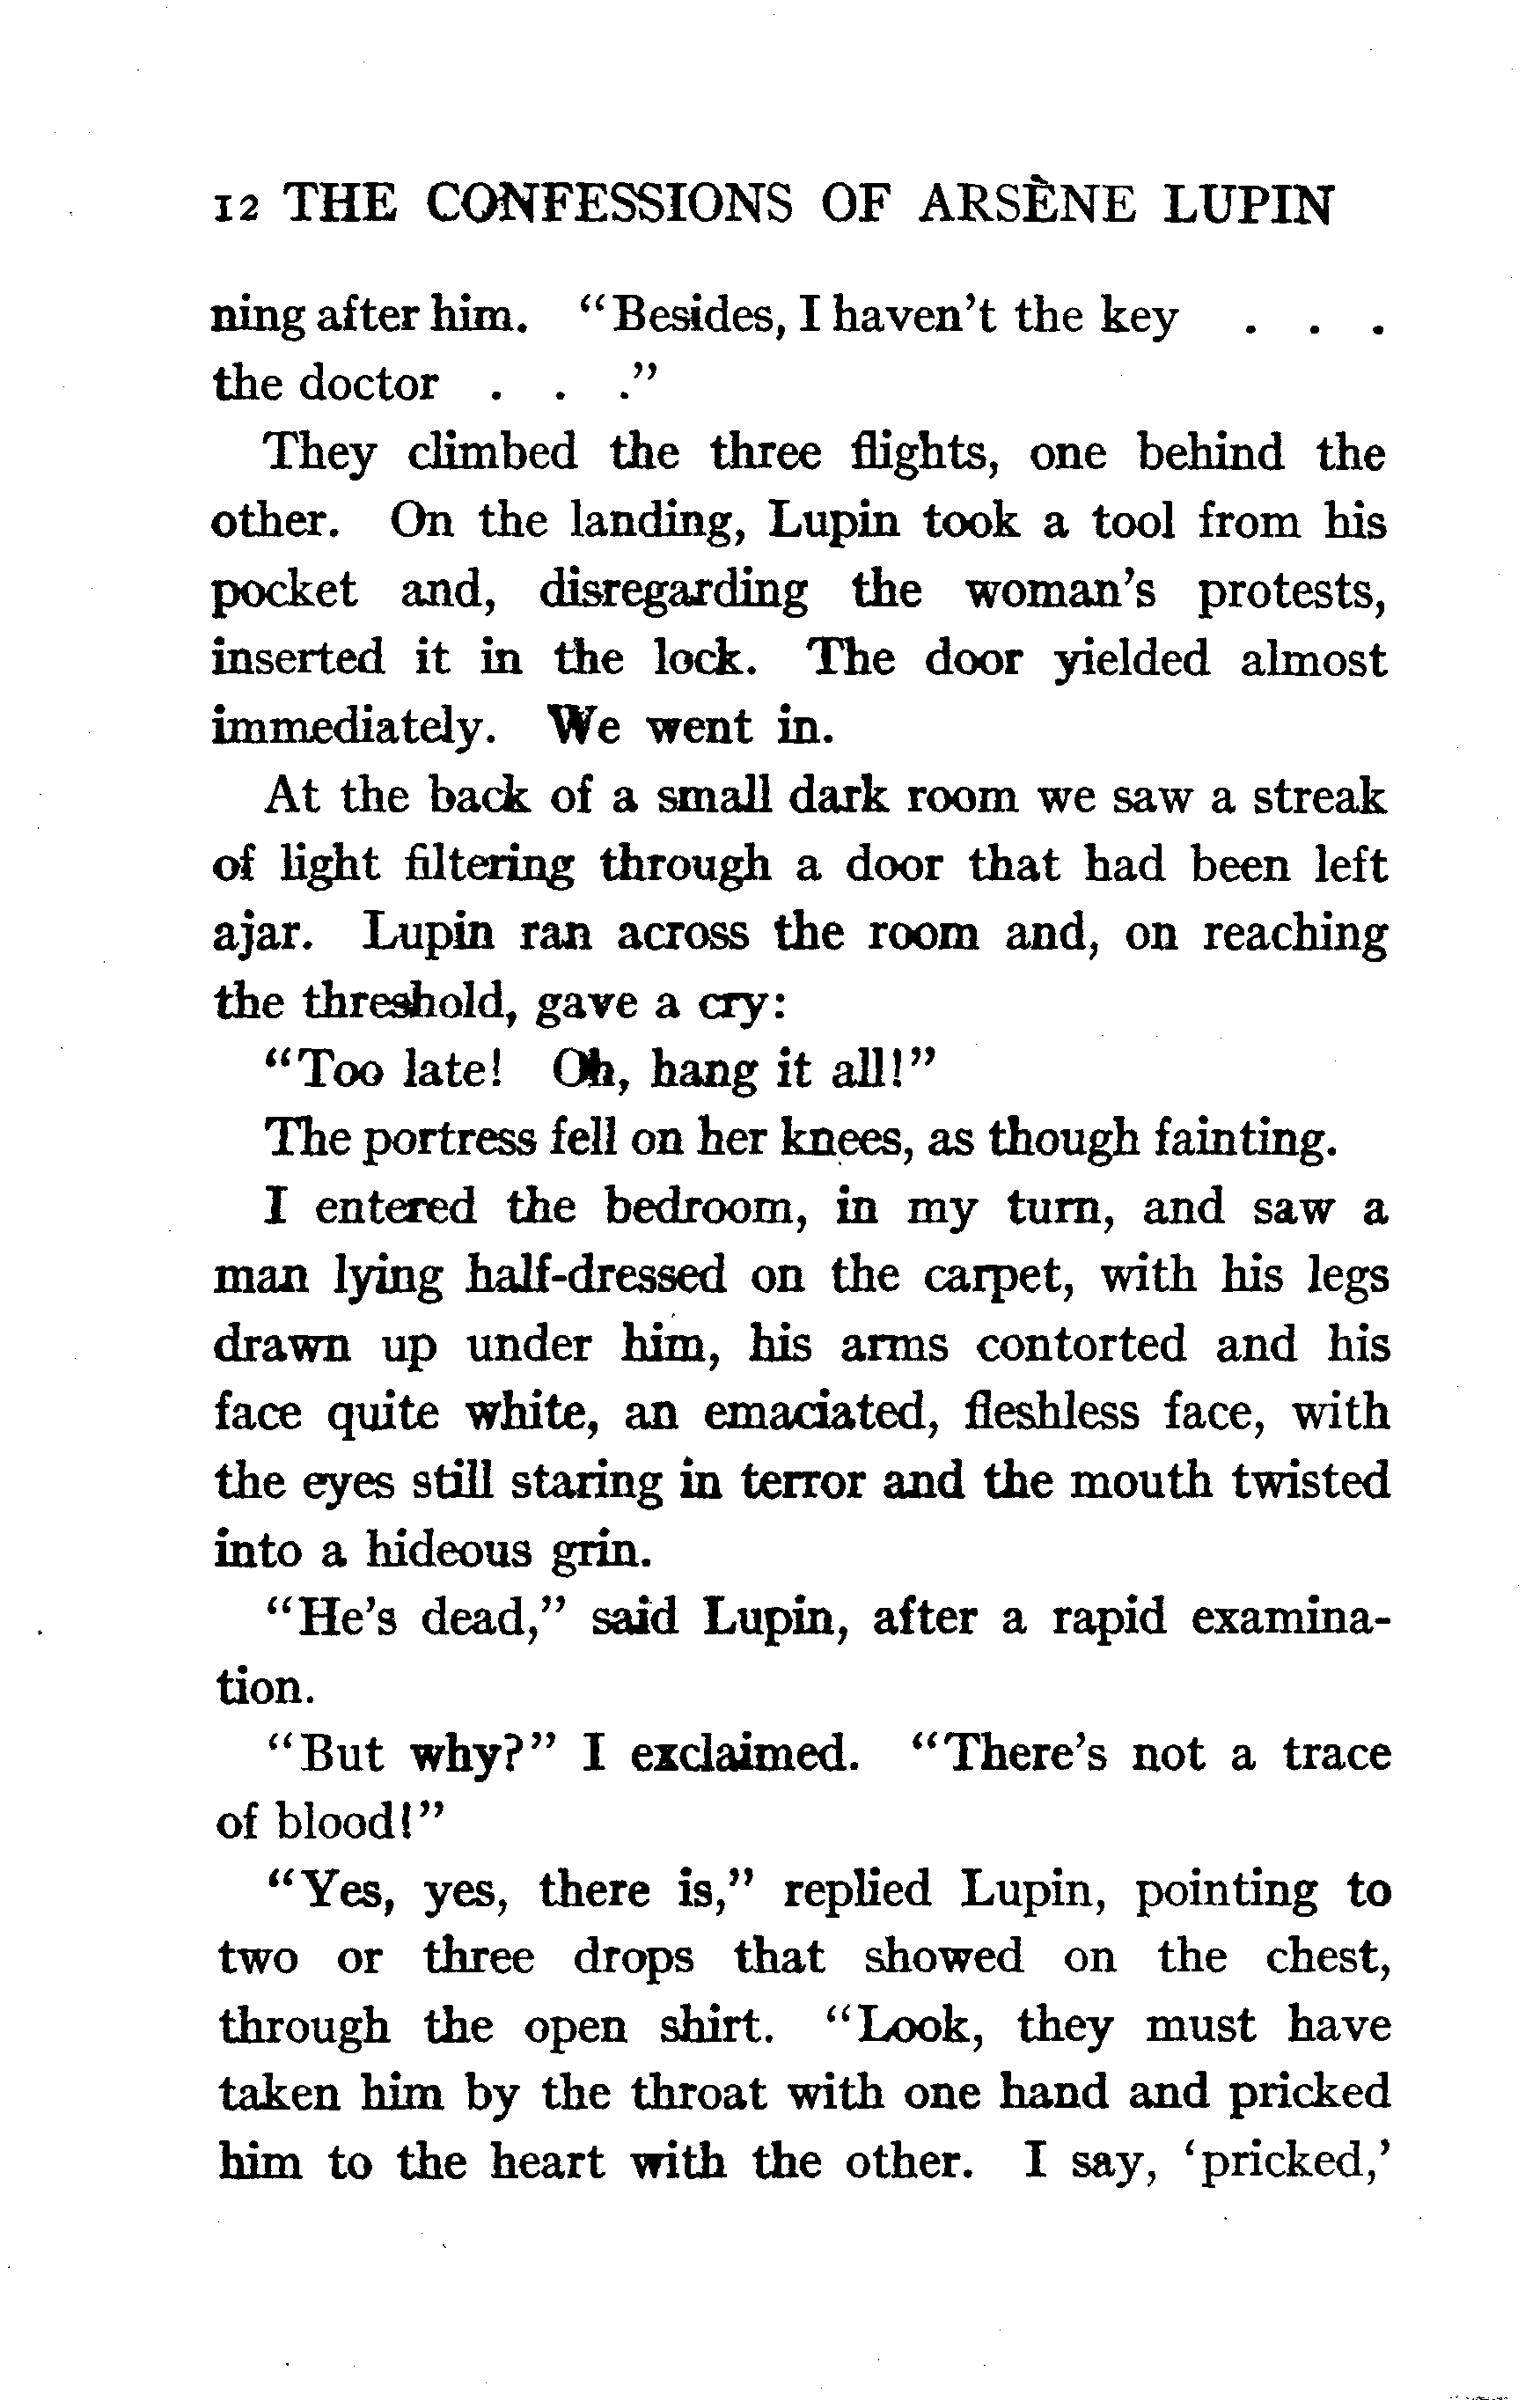 12 THE CONFESSIONS OF ARSÈNE LUPIN
ning after him. "Besides, I haven't the key . . .
the doctor . . ."
They climbed the three flights, one behind the
other. On the landing, Lupin took a tool from his
pocket and, disregarding the woman's protests,
inserted it in the lock. The door yielded almost
immediately. We went in.
At the back of a small dark room we saw a streak
of light filtering through a door that had been left
ajar. Lupin ran across the room and, on reaching
the threshold, gave a cry:
"Too late! Oh, hang it all!"
The portress fell on her knees, as though fainting.
I entered the bedroom, in my turn, and saw a
man lying half-dressed on the carpet, with his legs
drawn up under him, his arms contorted and his
face quite white, an emaciated, fleshless face, with
the eyes still staring in terror and the mouth twisted
into a hideous grin.
"He's dead," said Lupin, after a rapid examina-
tion.
"But why?" I exclaimed. "There's not a trace
of blood!"
"Yes, yes, there is," replied Lupin, pointing to
two or three drops that showed on the chest,
through the open shirt. "Look, they must have
taken him by the throat with one hand and pricked
him to the heart with the other. I say, 'pricked,'